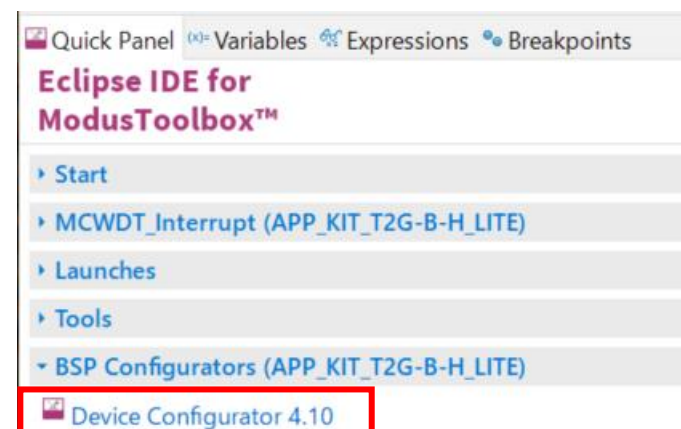 Quick Panel (x)= Variables Expressions Breakpoints
Eclipse IDE for
ModusToolbox™
Start
MCWDT_Interrupt (APP_KIT_T2G-B-H_LITE)
Launches
Tools
BSP Configurators (APP_KIT_T2G-B-H_LITE)
Device Configurator 4.10